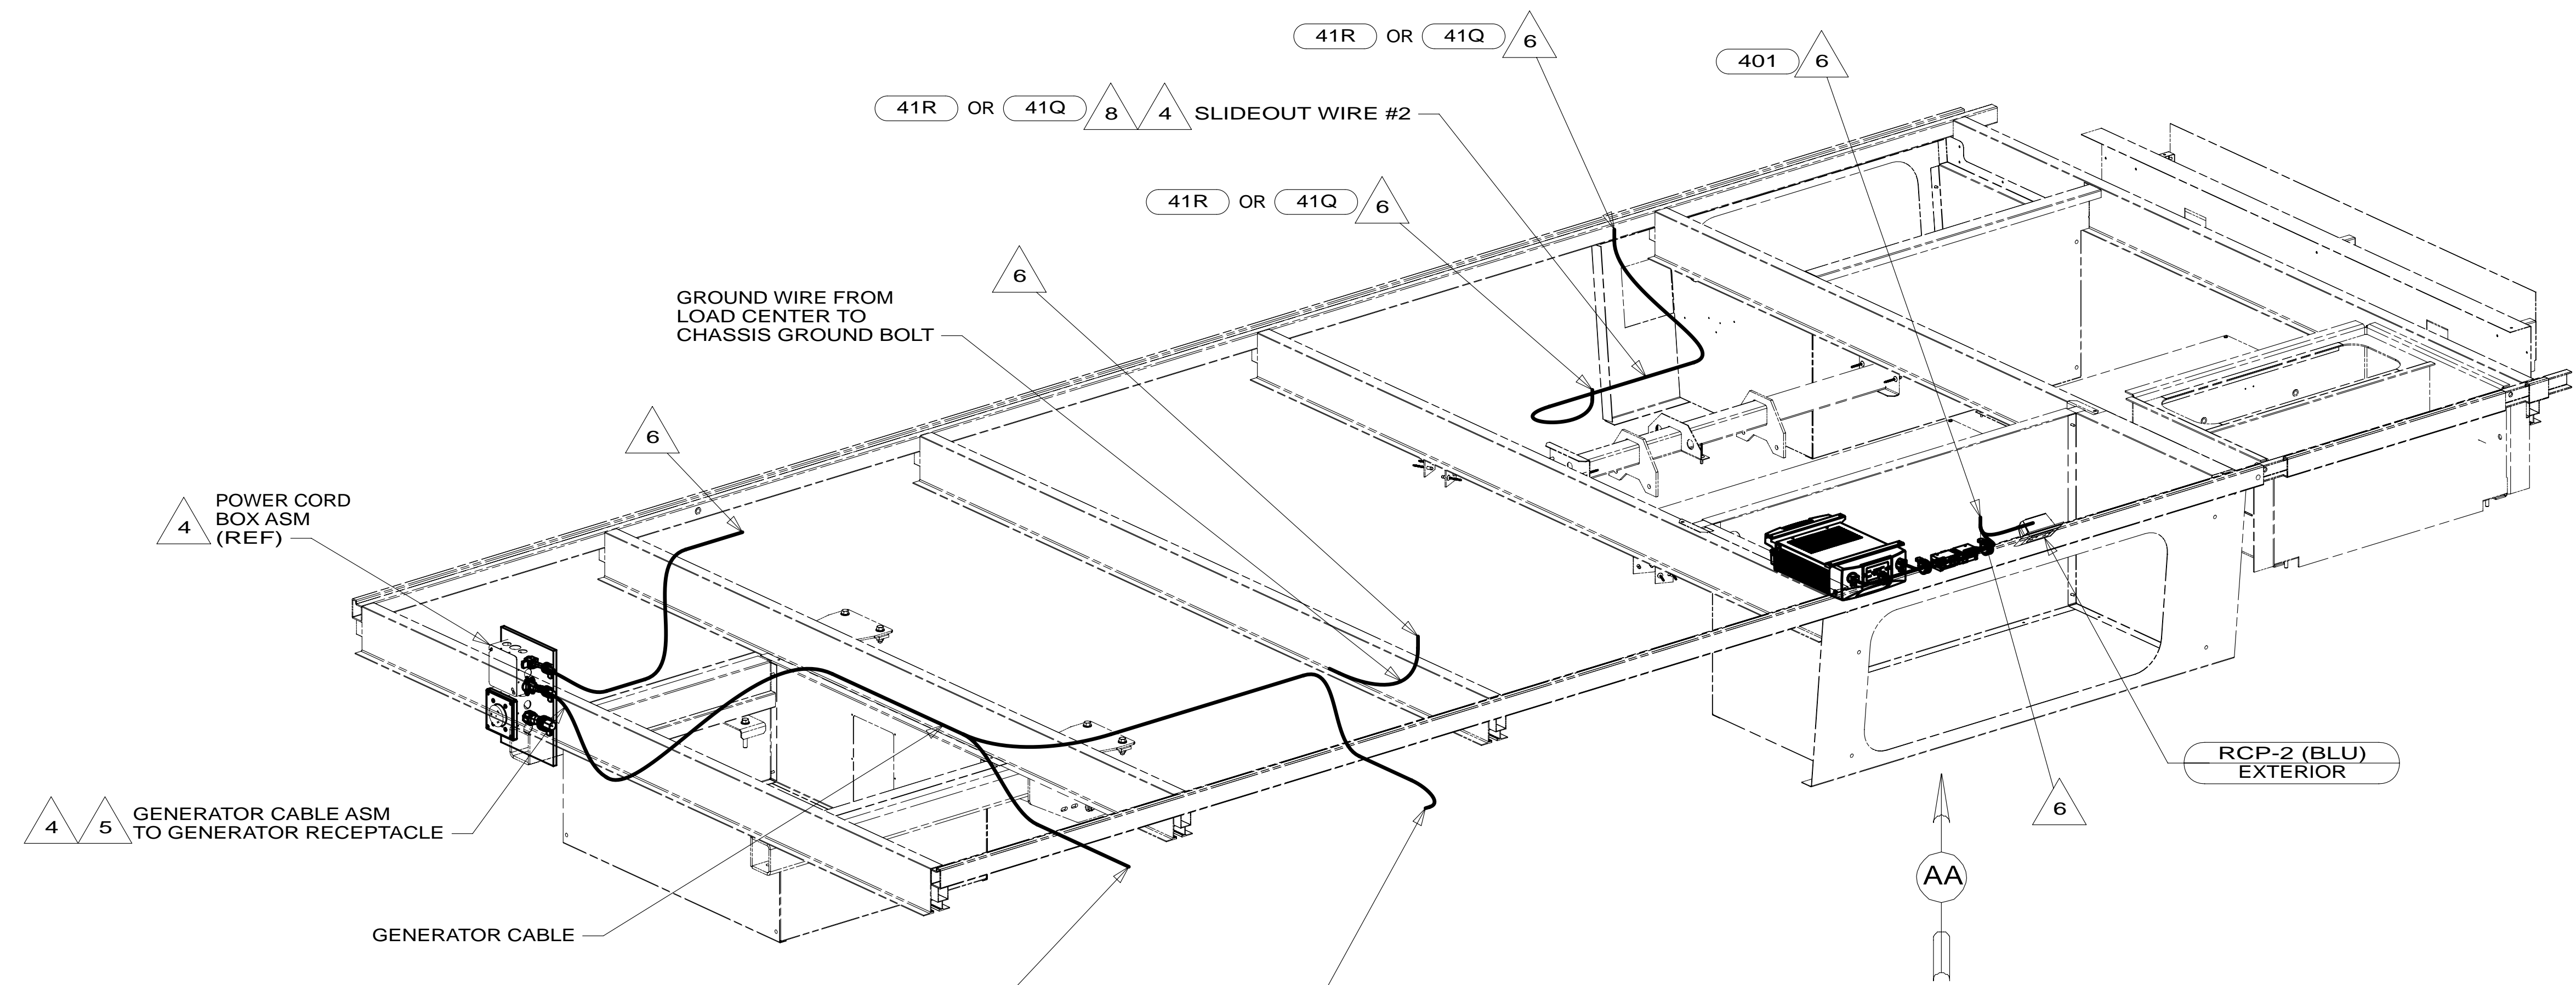 41R OR 41Q 6
401 6
41R OR 41Q 8 4 SLIDEOUT WIRE #2
41R OR 41Q 6
6
GROUND WIRE FROM
LOAD CENTER TO
CHASSIS GROUND BOLT
6
4
POWER CORD
BOX ASM
(REF)
RCP-2 (BLU)
EXTERIOR
6
4 5
GENERATOR CABLE ASM
TO GENERATOR RECEPTACLE
AA
GENERATOR CABLE